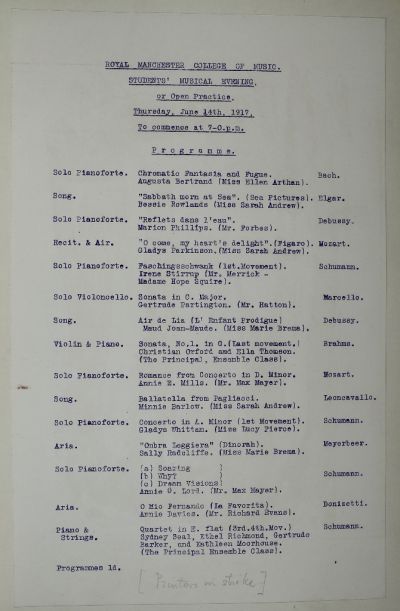 ROYAL MANCHESTER COLLEGE OF MUSIC.
STUDENTS' MUSICAL EVENING.
or Open Practice.
Thursday, June 14th, 1917.
To commence at 7-0.p.m.
Programme.
Solo Pianoforte. Chromatic Fantasia and Fugue. Bach.
Augusta Bertrand (Miss Ellen Arthan).
Song. "Sabbath morn at Sea". (Sea Pictures). Elgar.
Bessie Rowlands (Miss Sarah Andrew).
Solo Pianoforte. "Reflets dans l'eau". Debussy.
Marion Phillips. (Mr. Forbes).
Recit. & Air. "O come, my heart's delight".(Figaro). Mozart.
Gladys Parkinson.(Miss Sarah Andrew).
Solo Pianoforte. Faschingsschwank (1st.Movement). Schumann.
Irene Stirrup (Mr. Merrick -
Madame Hope Squire).
Solo Violoncello. Sonata in C. Major. Marcello.
Gertrude Partington. (Mr. Hatton).
Song. Air de Lia (L' Enfant Prodigue) Debussy.
Maud Joan-Maude. (Miss Marie Brema).
Violin & Piano. Sonata, No.1. in G.(Last movement.) Brahms.
Christian Orford and Ella Thomson.
(The Principal, Ensemble Class).
Solo Pianoforte. Romance from Concerto in D. Minor. Mozart.
Annie E. Mills. (Mr. Max Mayer).
Song. Ballatella from Pagliacci. Leoncavallo.
Minnie Barlow. (Miss Sarah Andrew).
Solo Pianoforte. Concerto in A. Minor (1st Movement). Schumann.
Gladys Whittan. (Miss Lucy Pierce).
Aria. "Ombra Leggiera" (Dinorah). Meyerbeer.
Sally Radcliffe. (Miss Marie Brema).
Solo Pianoforte. (a) Soaring )
(b) Why? ) Schumann.
(c) Dream Visions)
Annie G. Lord. (Mr. Max Mayer).
Aria. O Mio Fernando (La Favorita). Donizetti.
Annie Davies. (Mr. Richard Evans).
Piano & Quartet in E. flat (3rd.4th.Mov.) Schumann.
Strings. Sydney Seal, Ethel Richmond, Gertrude
Barker, and Kathleen Moorhouse.
(The Principal Ensemble Class).
Programmes 1d.
[Printers on strike]